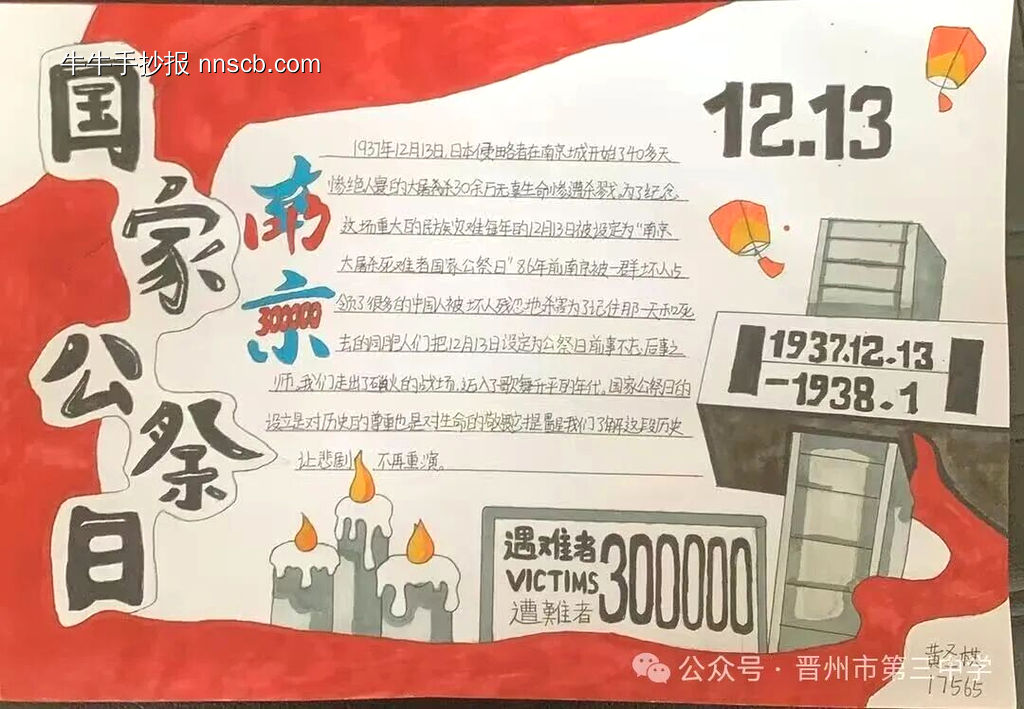 牛牛手抄报 nnscb.com
国家公祭日
12.13
南京
300000
1937年12月13日,日本侵略者在南京城开始了40多天
惨绝人寰的大屠杀杀30余万无辜生命惨遭杀戮。为了纪念
这场重大的民族灾难每年的12月13日被设定为“南京
大屠杀死难者国家公祭日”86年前南京被一群坏人占
领了很多的中国人被坏人残忍地杀害为了记住那一天和死
去的同胞人们把12月13日设定为公祭日前事不忘后事之
师。我们走出了硝火的战场,迈入了歌舞升平的年代。国家公祭日的
设立是对历史的尊重也是对生命的敬畏时提醒我们了解这段历史
让悲剧 不再重演。
1937.12.13
-1938.1
遇难者
VICTIMS
遭難者
300000
公众号·晋州市第三中学
17565